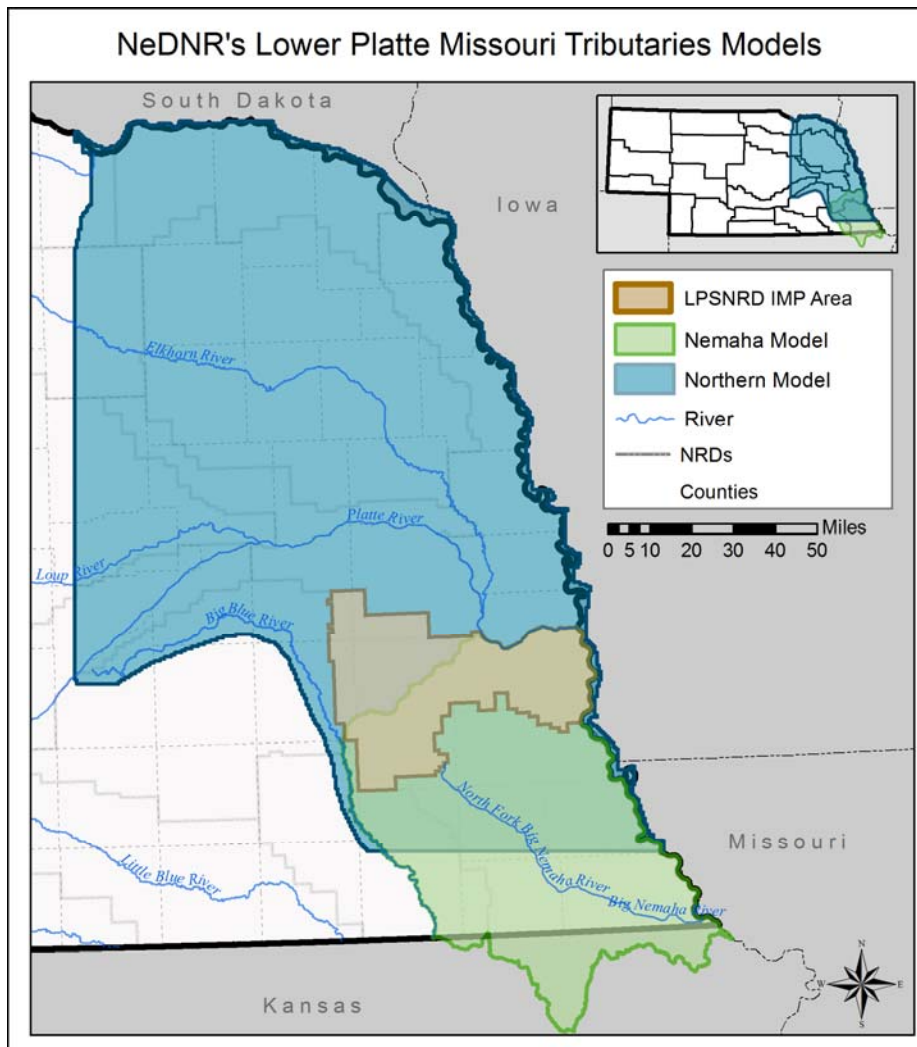 NeDNR's Lower Platte Missouri Tributaries Models
South Dakota
Iowa
LPSNRD IMP Area
Nemaha Model
Northern Model
River
NRDs
Counties
Miles
0 5 10 20 30 40 50
Elkhorn River
Platte River
Loup River
Big Blue River
North Fork Big
Nemaha River
Big Nemaha River
Little Blue River
Missouri
Kansas
N
W E
S